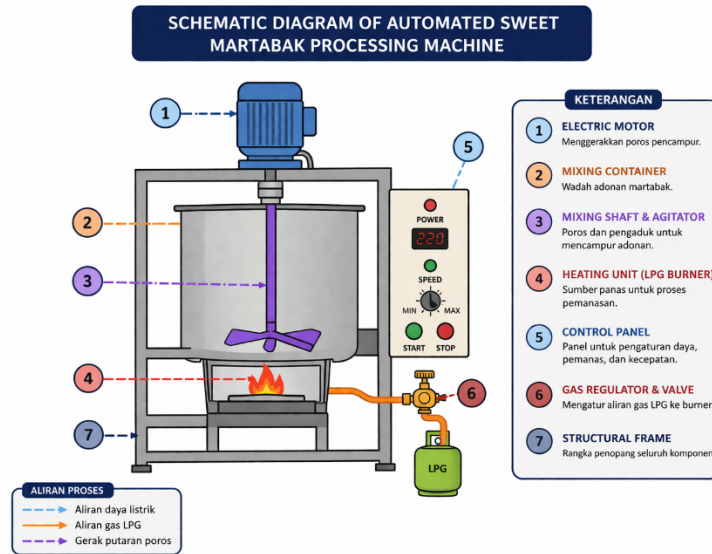 SCHEMATIC DIAGRAM OF AUTOMATED SWEET
MARTABAK PROCESSING MACHINE
1
2
3
4
7
5
6
POWER
220
SPEED
MIN
MAX
START
STOP
LPG
KETERANGAN
1
ELECTRIC MOTOR
Menggerakkan poros pencampur.
2
MIXING CONTAINER
Wadah adonan martabak.
3
MIXING SHAFT & AGITATOR
Poros dan pengaduk untuk
mencampur adonan.
4
HEATING UNIT (LPG BURNER)
Sumber panas untuk proses
pemanasan.
5
CONTROL PANEL
Panel untuk pengaturan daya,
pemanas, dan kecepatan.
6
GAS REGULATOR & VALVE
Mengatur aliran gas LPG ke burner
7
STRUCTURAL FRAME
Rangka penopang seluruh komponen
ALIRAN PROSES
Aliran daya listrik
Aliran gas LPG
Gerak putaran poros